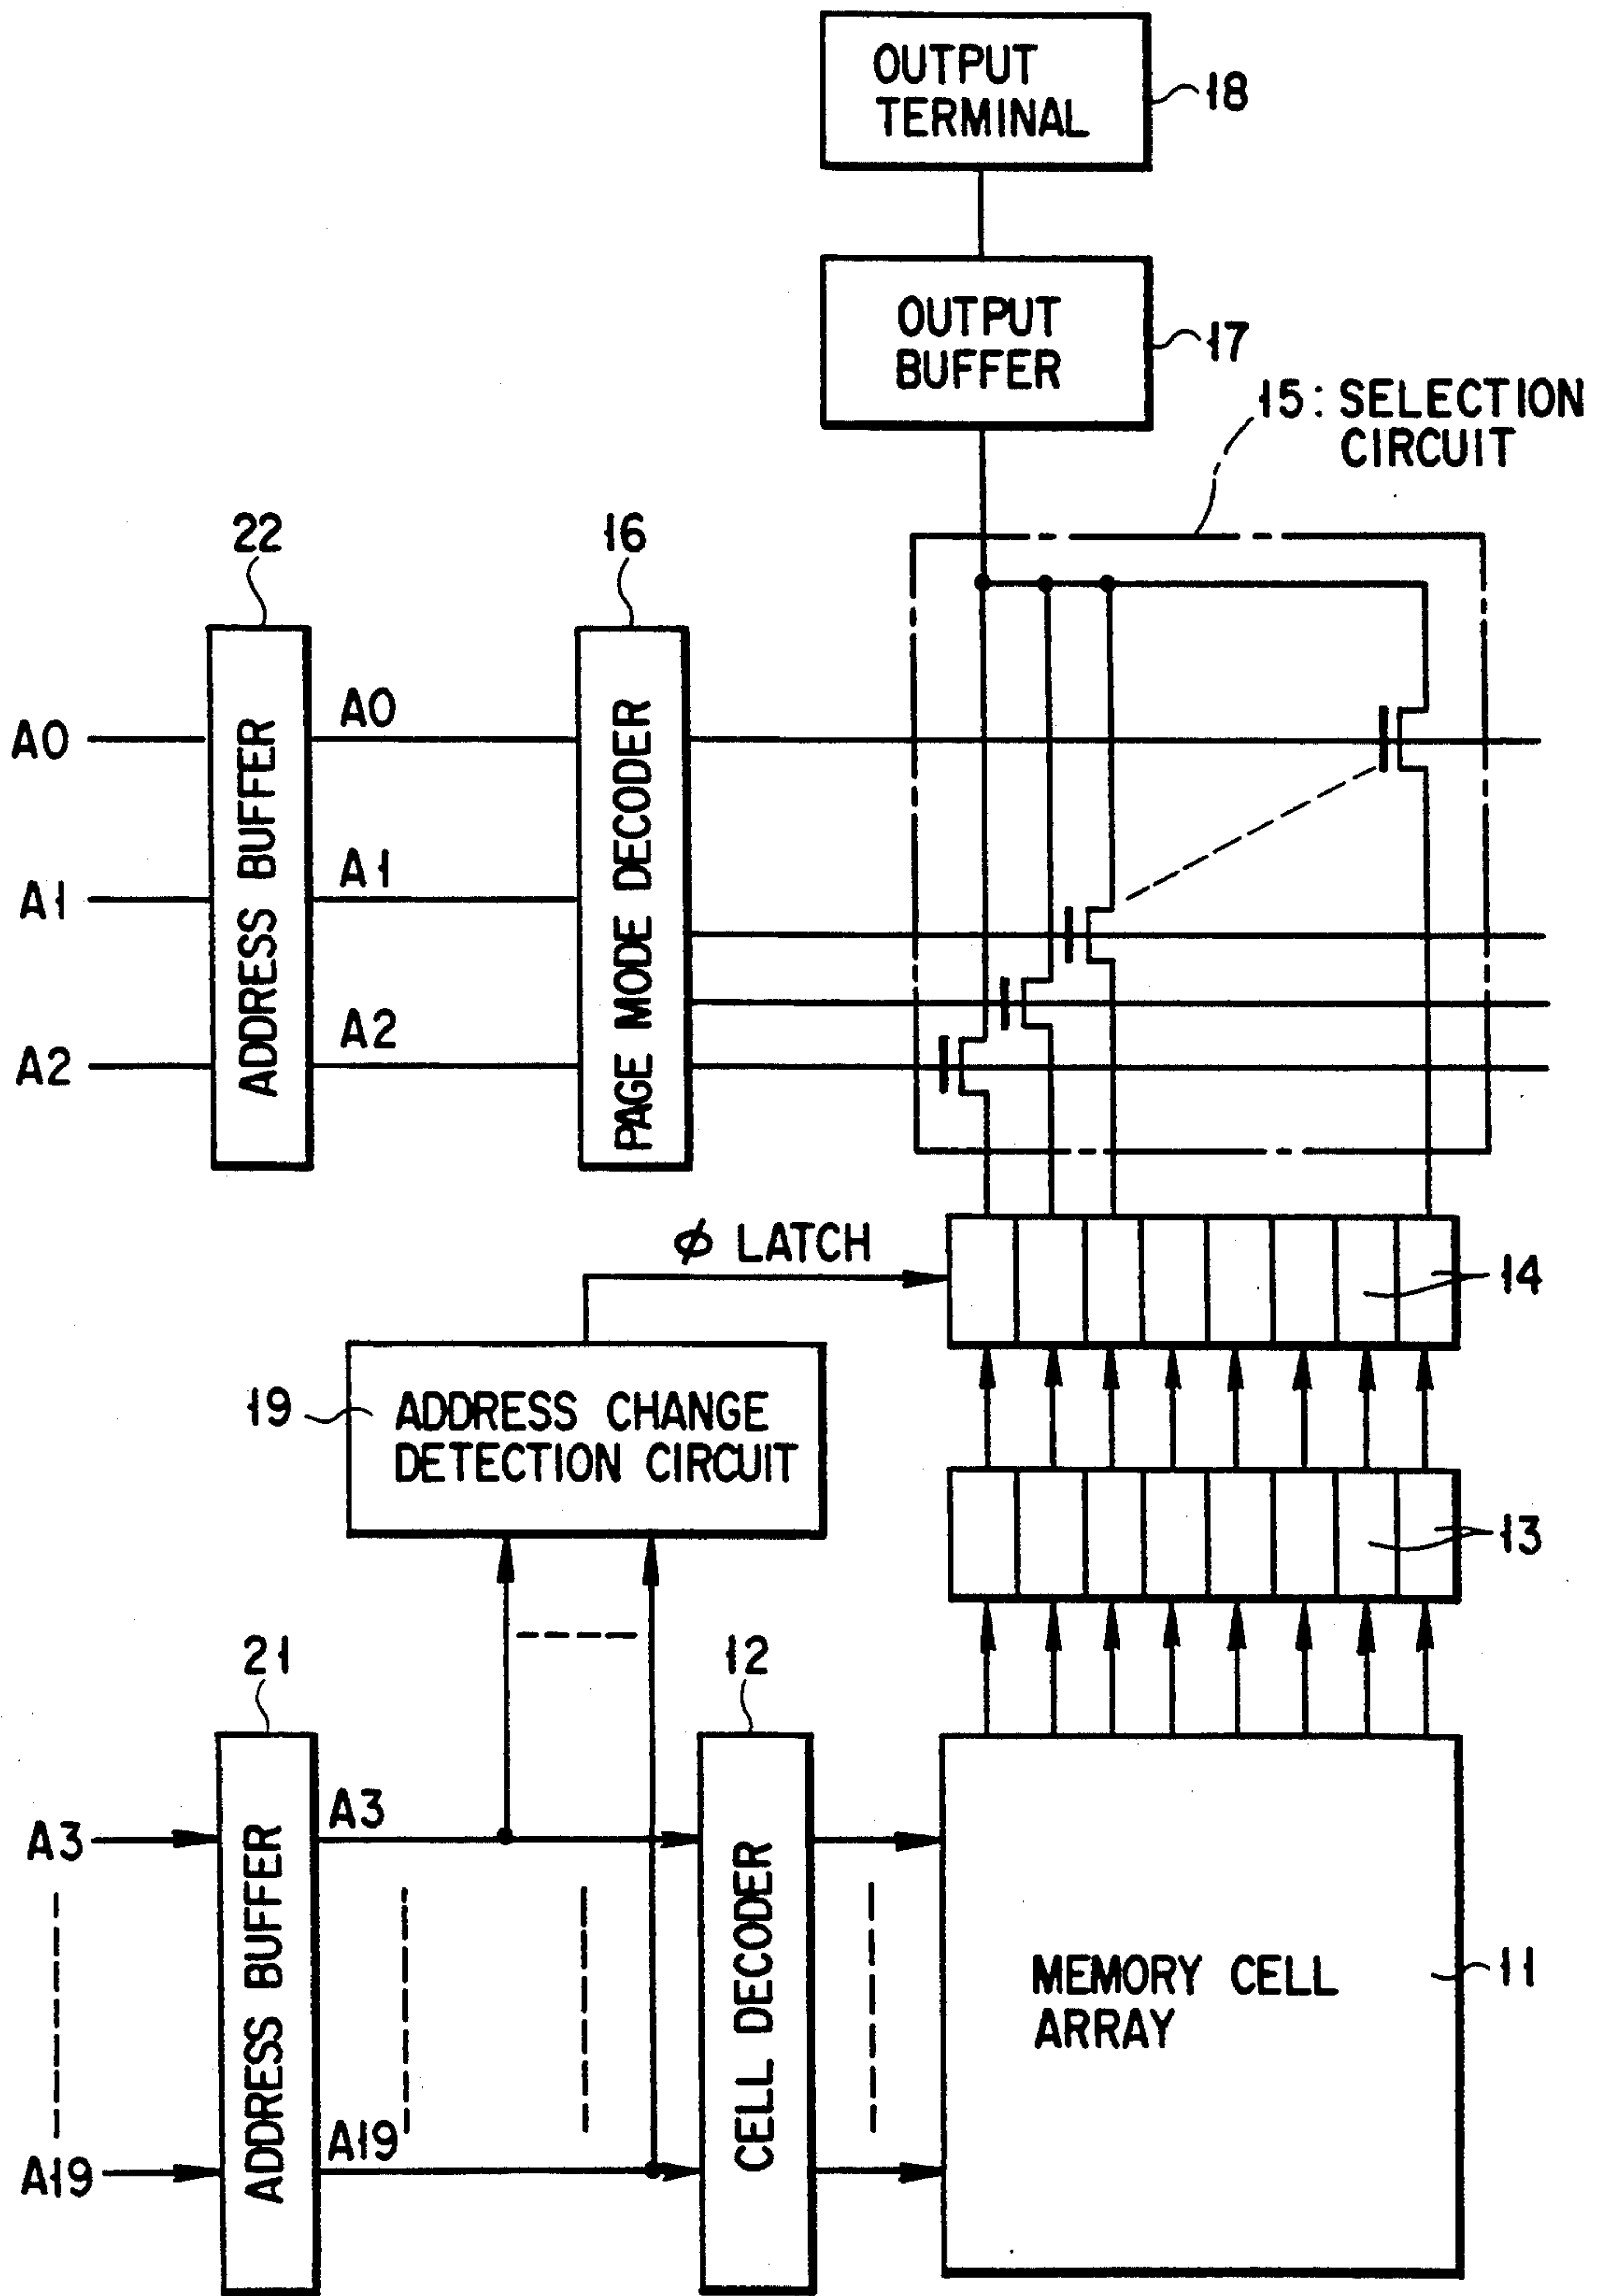 OUTPUT
TERMINAL
18
OUTPUT
BUFFER
17
15: SELECTION
CIRCUIT
22
16
A0
A0
A1
A1
A2
A2
ADDRESS BUFFER
PAGE MODE DECODER
φ LATCH
14
19
ADDRESS CHANGE
DETECTION CIRCUIT
13
21
12
A3
A3
A19
A19
ADDRESS BUFFER
CELL DECODER
MEMORY CELL
ARRAY
11